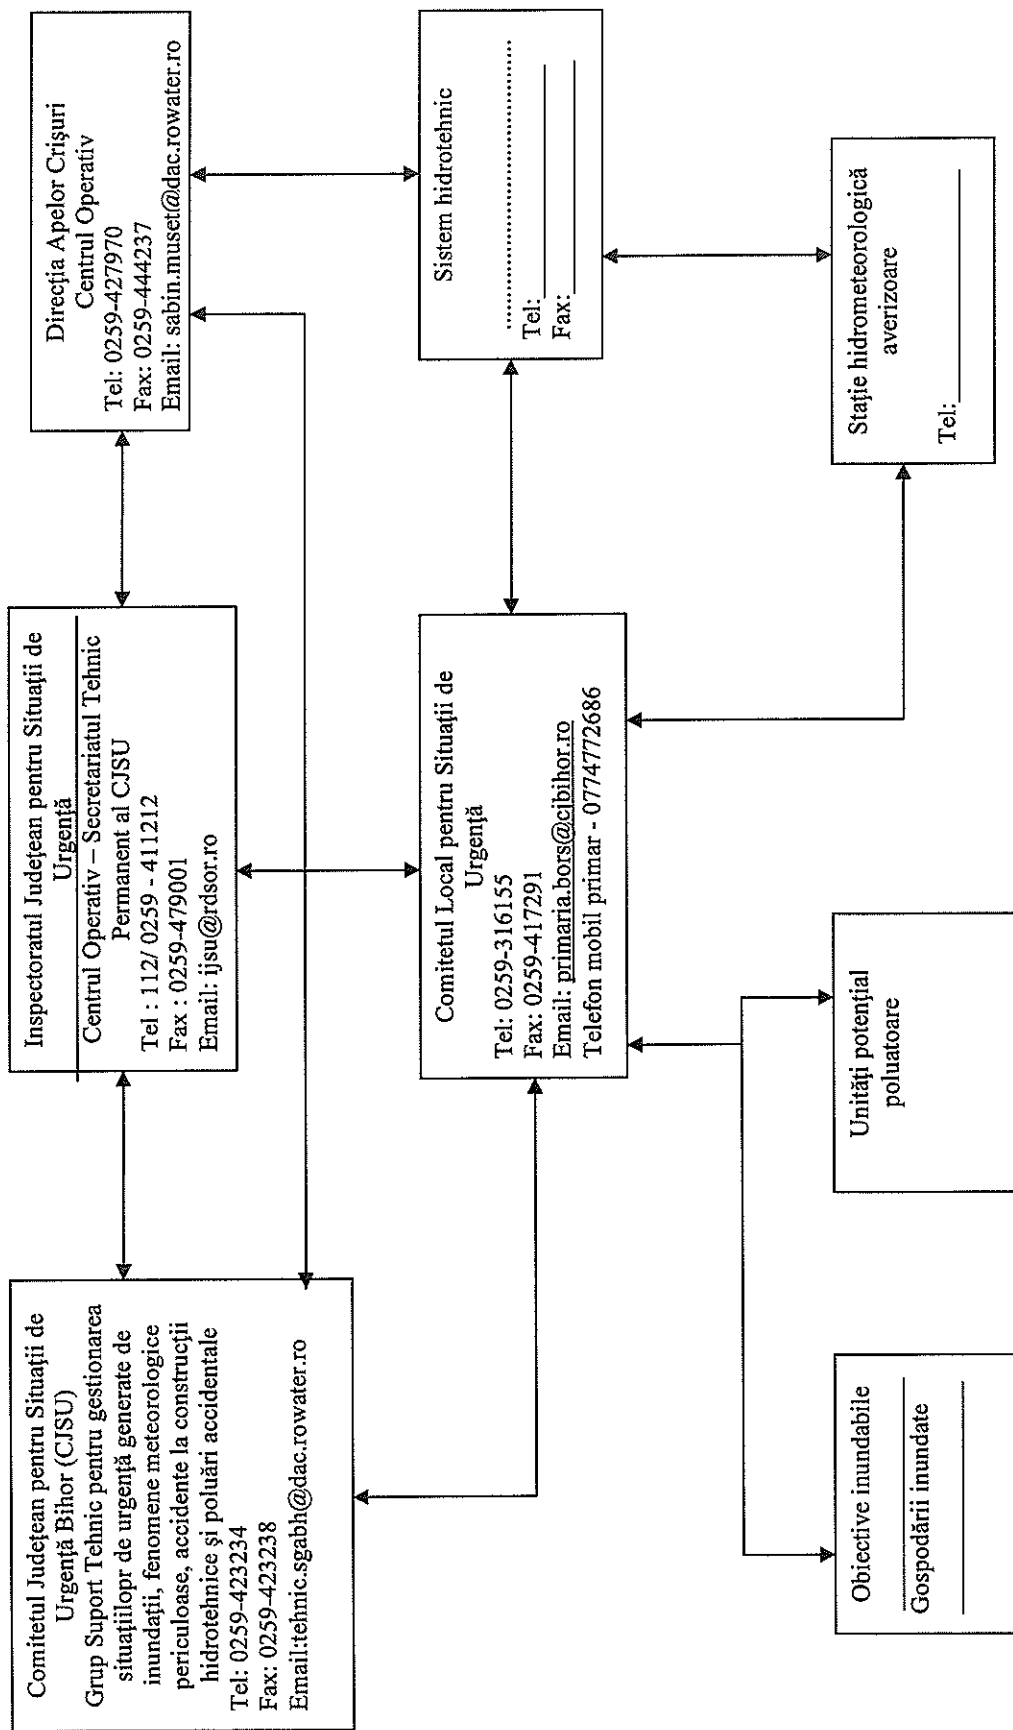 Comitetul Județean pentru Situații de
Urgență Bihor (CJSU)
Grup Suport Tehnic pentru gestionarea
situațiilopr de urgență generate de
inundații, fenomene meteorologice
periculoase, accidente la construcții
hidrotehnice și poluări accidentale
Tel: 0259-423234
Fax: 0259-423238
Email:tehnic.sgabh@dac.rowater.ro
Inspectoratul Județean pentru Situații de
Urgență
Centrul Operativ – Secretariatul Tehnic
Permanent al CJSU
Tel : 112/ 0259 - 411212
Fax : 0259-479001
Email: ijsu@rdsor.ro
Direcția Apelor Crișuri
Centrul Operativ
Tel: 0259-427970
Fax: 0259-444237
Email: sabin.muset@dac.rowater.ro
Comitetul Local pentru Situații de
Urgență
Tel: 0259-316155
Fax: 0259-417291
Email: primaria.bors@cjbihor.ro
Telefon mobil primar - 0774772686
Sistem hidrotehnic
Tel:
Fax:
Obiective inundabile
Gospodării inundate
Unități potențial
poluatoare
Stație hidrometeorologică
averizoare
Tel: